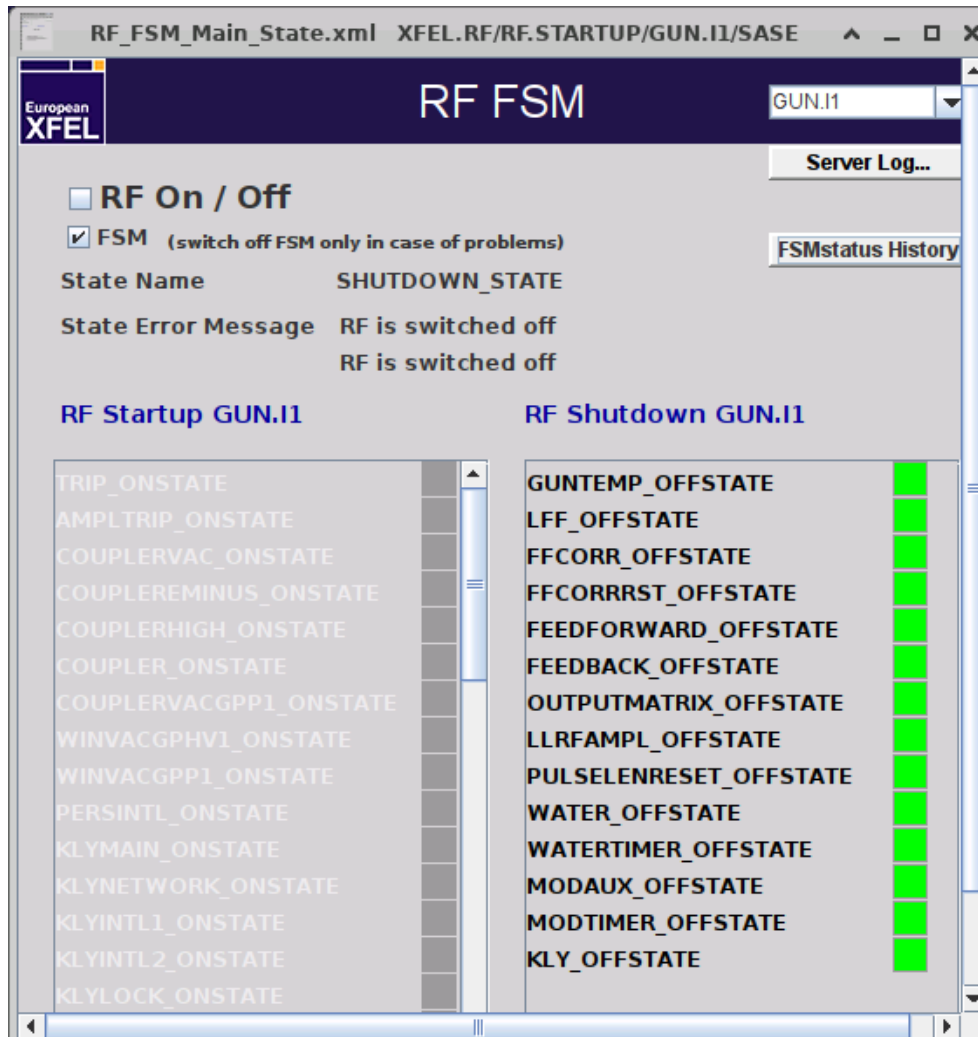 RF_FSM_Main_State.xml XFEL.RF/RF.STARTUP/GUN.I1/SASE
European
XFEL
RF FSM
GUN.I1
Server Log...
RF On / Off
FSM (switch off FSM only in case of problems)
FSMstatus History
State Name SHUTDOWN_STATE
State Error Message RF is switched off
RF is switched off
RF Startup GUN.I1
TRIP_ONSTATE
AMPLTRIP_ONSTATE
COUPLERVAC_ONSTATE
COUPLEREMINUS_ONSTATE
COUPLERHIGH_ONSTATE
COUPLER_ONSTATE
COUPLERVACGPP1_ONSTATE
WINVACGPHV1_ONSTATE
WINVACGPP1_ONSTATE
PERSINTL_ONSTATE
KLYMAIN_ONSTATE
KLYNETWORK_ONSTATE
KLYINTL1_ONSTATE
KLYINTL2_ONSTATE
KLYLOCK_ONSTATE
RF Shutdown GUN.I1
GUNTEMP_OFFSTATE
LFF_OFFSTATE
FFCORR_OFFSTATE
FFCORRRST_OFFSTATE
FEEDFORWARD_OFFSTATE
FEEDBACK_OFFSTATE
OUTPUTMATRIX_OFFSTATE
LLRFAMPL_OFFSTATE
PULSELENRESET_OFFSTATE
WATER_OFFSTATE
WATERTIMER_OFFSTATE
MODAUX_OFFSTATE
MODTIMER_OFFSTATE
KLY_OFFSTATE